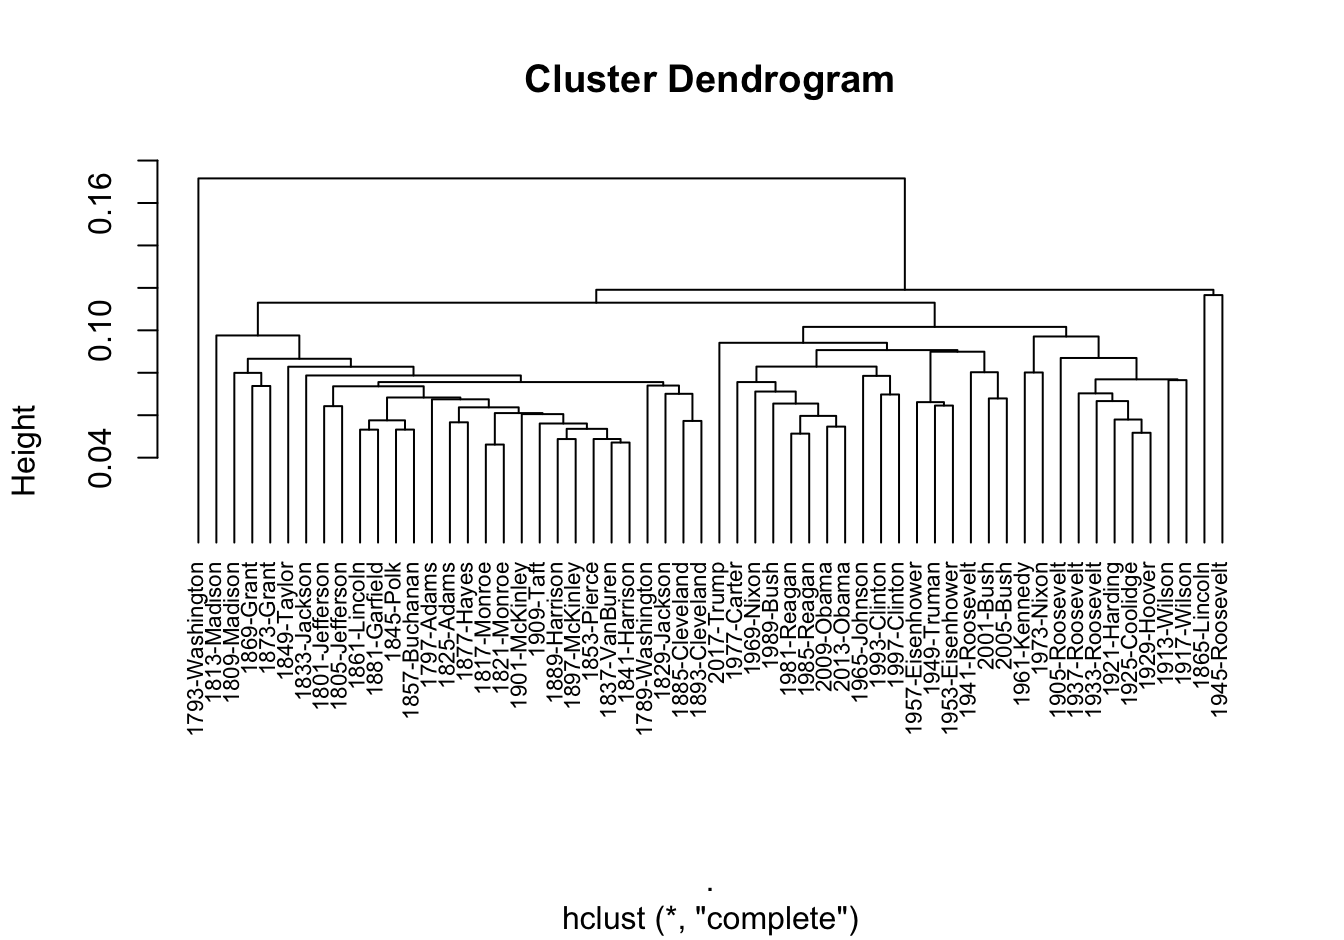 Cluster Dendrogram
Height
0.16
0.10
0.04
1793-Washington
1813-Madison
1809-Madison
1869-Grant
1873-Grant
1849-Taylor
1833-Jackson
1801-Jefferson
1805-Jefferson
1861-Lincoln
1881-Garfield
1845-Polk
1857-Buchanan
1797-Adams
1825-Adams
1877-Hayes
1817-Monroe
1821-Monroe
1901-McKinley
1909-Taft
1889-Harrison
1897-McKinley
1853-Pierce
1837-VanBuren
1841-Harrison
1789-Washington
1829-Jackson
1885-Cleveland
1893-Cleveland
2017-Trump
1977-Carter
1969-Nixon
1989-Bush
1981-Reagan
1985-Reagan
2009-Obama
2013-Obama
1965-Johnson
1993-Clinton
1997-Clinton
1957-Eisenhower
1949-Truman
1953-Eisenhower
1941-Roosevelt
2001-Bush
2005-Bush
1961-Kennedy
1973-Nixon
1905-Roosevelt
1937-Roosevelt
1933-Roosevelt
1921-Harding
1925-Coolidge
1929-Hoover
1913-Wilson
1917-Wilson
1865-Lincoln
1945-Roosevelt
.
hclust (*, "complete")